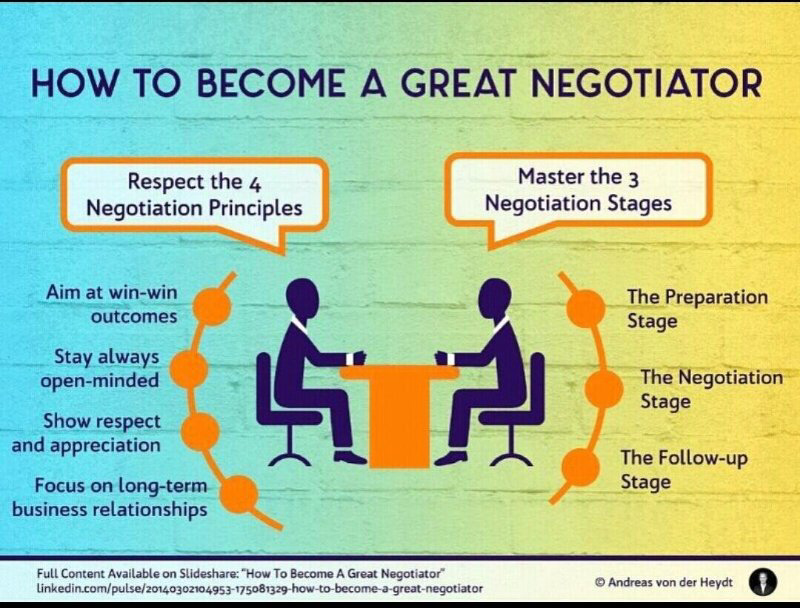 HOW TO BECOME A GREAT NEGOTIATOR
Respect the 4
Negotiation Principles
Master the 3
Negotiation Stages
Aim at win-win
outcomes
Stay always
open-minded
Show respect
and appreciation
Focus on long-term
business relationships
The Preparation
Stage
The Negotiation
Stage
The Follow-up
Stage
Full Content Available on Slideshare: "How To Become A Great Negotiator"
linkedin.com/pulse/20140302104953-175081329-how-to-become-a-great-negotiator
© Andreas von der Heydt